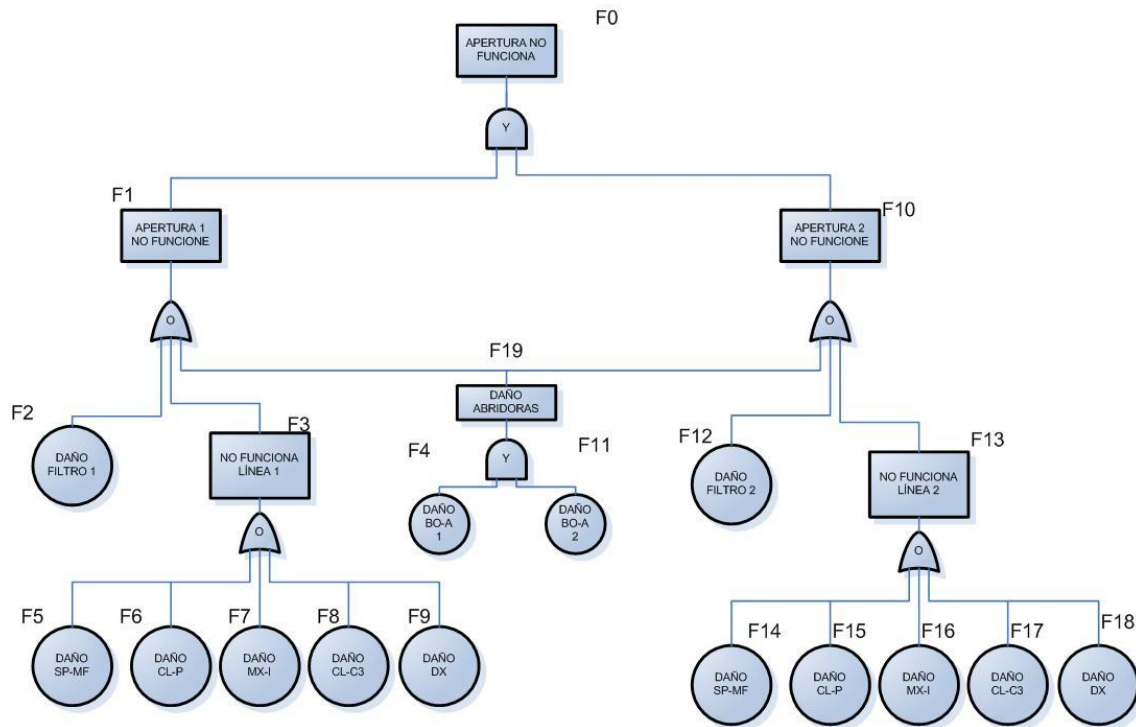 F0
APERTURA NO
FUNCIONA
Y
F1
APERTURA 1
NO FUNCIONE
F10
APERTURA 2
NO FUNCIONE
O
O
F19
DAÑO
ABRIDORAS
F2
DAÑO
FILTRO 1
F3
NO FUNCIONA
LÍNEA 1
F4
Y
F11
DAÑO
BO-A
1
DAÑO
BO-A
2
F12
DAÑO
FILTRO 2
F13
NO FUNCIONA
LÍNEA 2
O
O
F5
DAÑO
SP-MF
F6
DAÑO
CL-P
F7
DAÑO
MX-I
F8
DAÑO
CL-C3
F9
DAÑO
DX
F14
DAÑO
SP-MF
F15
DAÑO
CL-P
F16
DAÑO
MX-I
F17
DAÑO
CL-C3
F18
DAÑO
DX